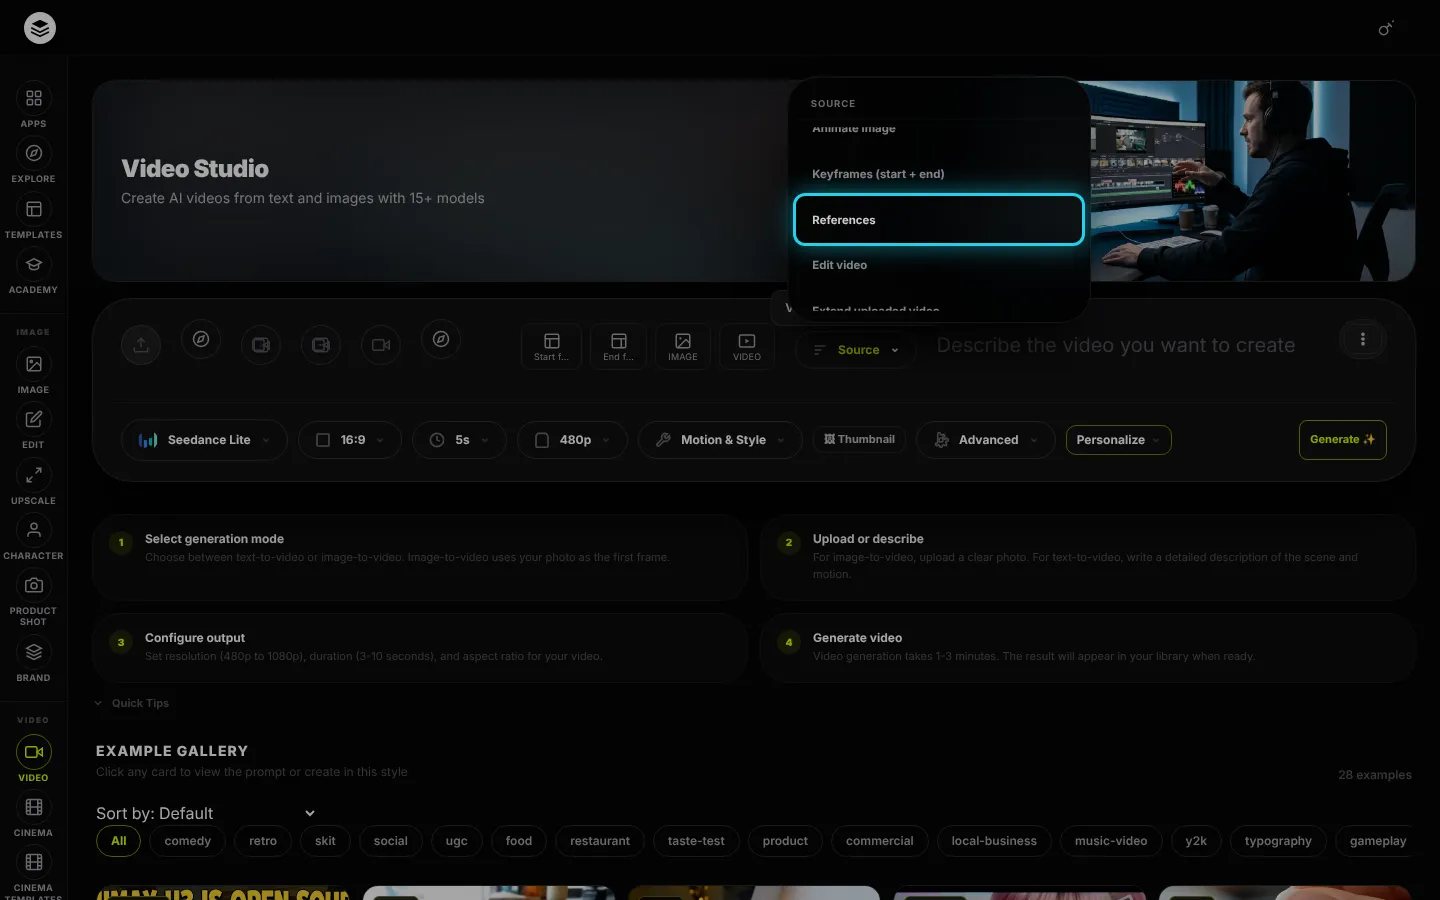 APPS
EXPLORE
TEMPLATES
ACADEMY
IMAGE
IMAGE
EDIT
UPSCALE
CHARACTER
PRODUCT
SHOT
BRAND
VIDEO
VIDEO
CINEMA
CINEMA
TEMPLATES
Video Studio
Create AI videos from text and images with 15+ models
SOURCE
Animate image
Keyframes (start + end)
References
Edit video
Extend uploaded video
Start f...
End f...
IMAGE
VIDEO
Source
Describe the video you want to create
Seedance Lite
16:9
5s
480p
Motion & Style
Thumbnail
Advanced
Personalize
Generate ✨
1
Select generation mode
Choose between text-to-video or image-to-video. Image-to-video uses your photo as the first frame.
2
Upload or describe
For image-to-video, upload a clear photo. For text-to-video, write a detailed description of the scene and
motion.
3
Configure output
Set resolution (480p to 1080p), duration (3-10 seconds), and aspect ratio for your video.
4
Generate video
Video generation takes 1-3 minutes. The result will appear in your library when ready.
Quick Tips
EXAMPLE GALLERY
Click any card to view the prompt or create in this style
28 examples
Sort by: Default
All
comedy
retro
skit
social
ugc
food
restaurant
taste-test
product
commercial
local-business
music-video
y2k
typography
gameplay